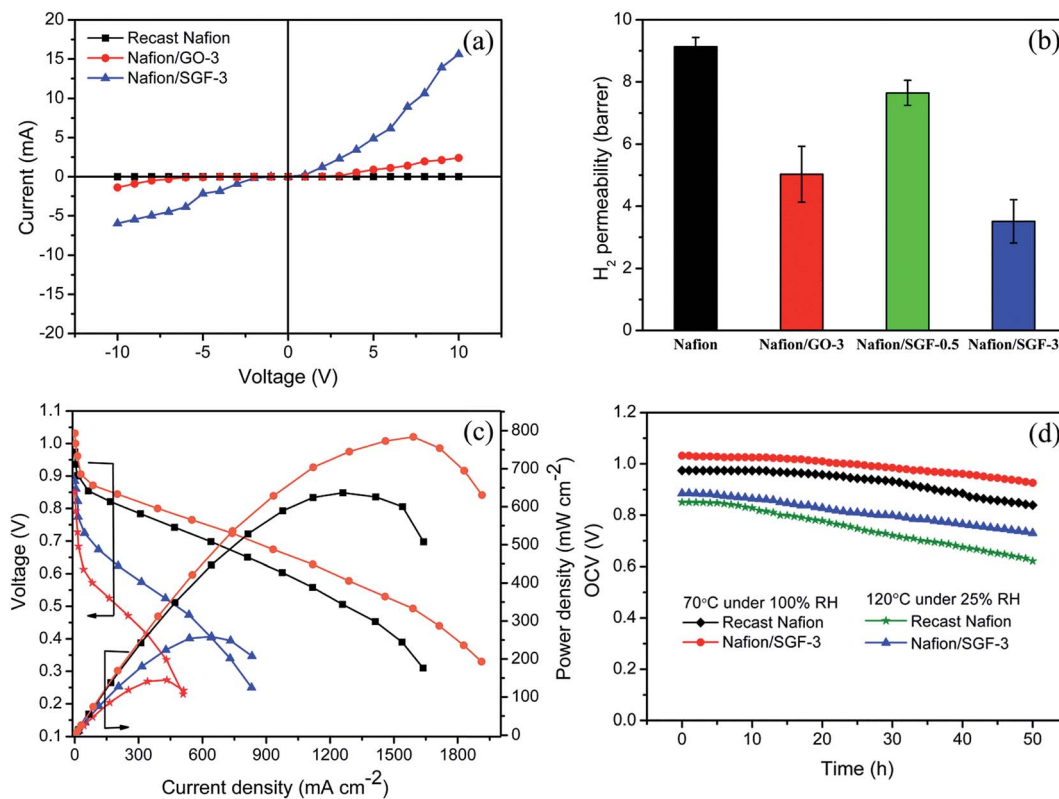 (a)
Recast Nafion
Nafion/GO-3
Nafion/SGF-3
20
15
10
5
0
-5
-10
-15
-20
Current (mA)
-10 -5 0 5 10
Voltage (V)
(b)
10
8
6
4
2
0
H2 permeability (barrer)
Nafion Nafion/GO-3 Nafion/SGF-0.5 Nafion/SGF-3
(c)
1.1
1.0
0.9
0.8
0.7
0.6
0.5
0.4
0.3
0.2
0.1
Voltage (V)
800
700
600
500
400
300
200
100
0
Power density (mW cm-2)
0 300 600 900 1200 1500 1800
Current density (mA cm-2)
(d)
1.2
1.0
0.8
0.6
0.4
0.2
0.0
OCV (V)
70°C under 100% RH 120°C under 25% RH
Recast Nafion Recast Nafion
Nafion/SGF-3 Nafion/SGF-3
0 10 20 30 40 50
Time (h)